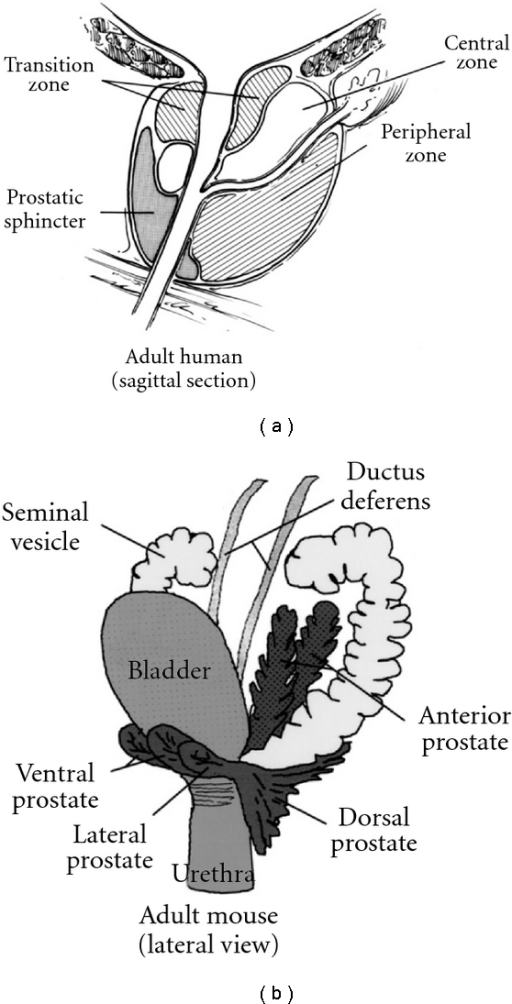 Transition
zone
Central
zone
Peripheral
zone
Prostatic
sphincter
Adult human
(sagittal section)
(a)
Ductus
deferens
Seminal
vesicle
Bladder
Anterior
prostate
Ventral
prostate
Lateral
prostate
Dorsal
prostate
Urethra
Adult mouse
(lateral view)
(b)